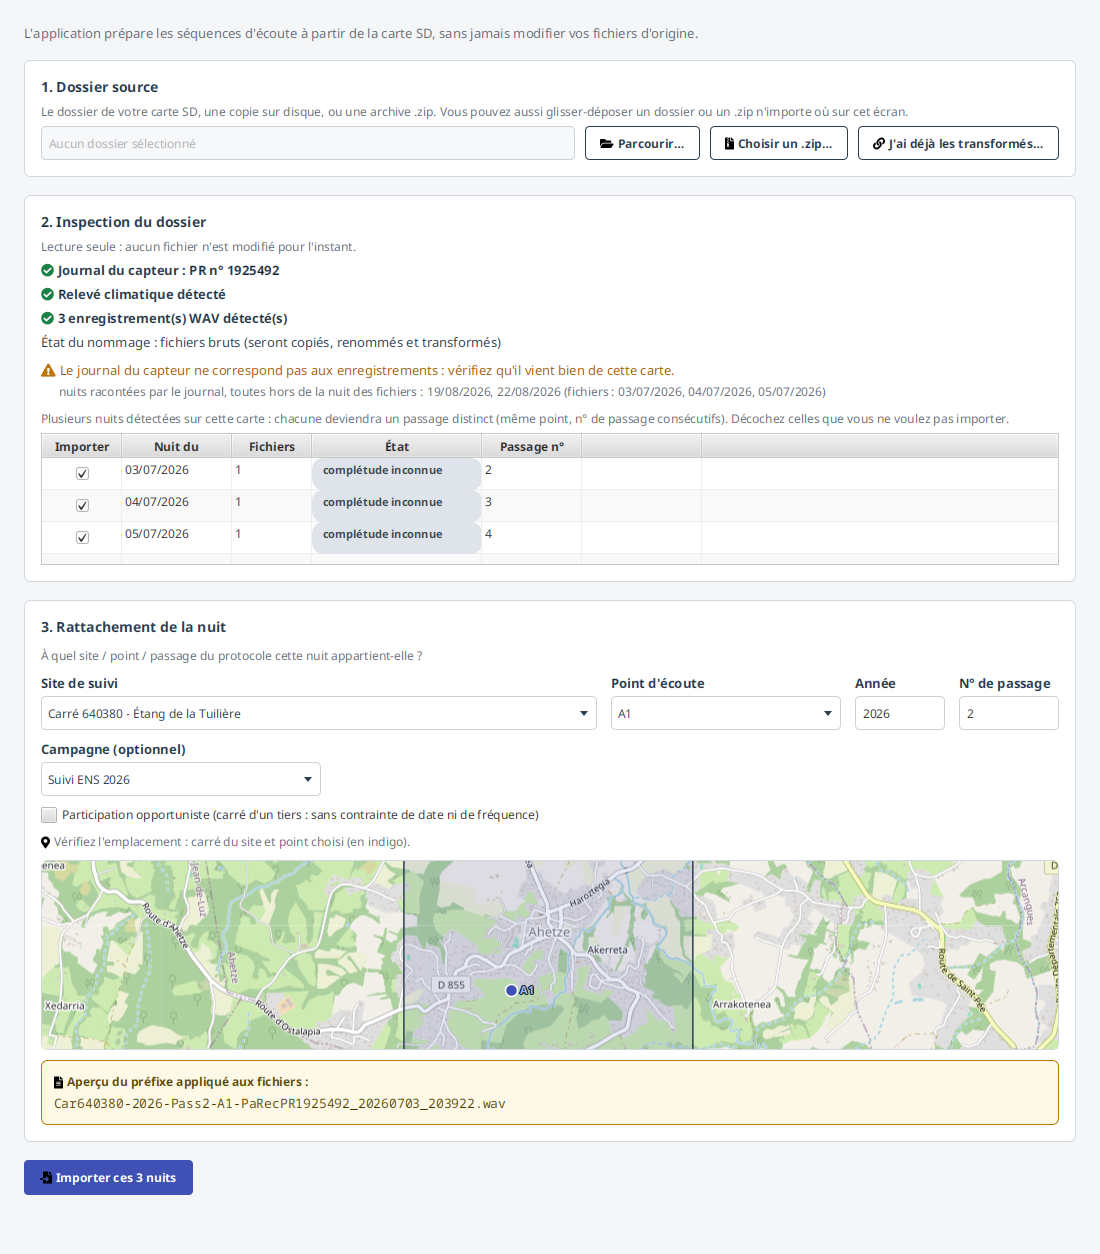 L'application prépare les séquences d'écoute à partir de la carte SD, sans jamais modifier vos fichiers d'origine.
1. Dossier source
Le dossier de votre carte SD, une copie sur disque, ou une archive .zip. Vous pouvez aussi glisser-déposer un dossier ou un .zip n'importe où sur cet écran.
Aucun dossier sélectionné
Parcourir...
Choisir un .zip...
J'ai déjà les transformés...
2. Inspection du dossier
Lecture seule : aucun fichier n'est modifié pour l'instant.
Journal du capteur : PR n° 1925492
Relevé climatique détecté
3 enregistrement(s) WAV détecté(s)
État du nommage : fichiers bruts (seront copiés, renommés et transformés)
Le journal du capteur ne correspond pas aux enregistrements : vérifiez qu'il vient bien de cette carte.
nuits racontées par le journal, toutes hors de la nuit des fichiers : 19/08/2026, 22/08/2026 (fichiers : 03/07/2026, 04/07/2026, 05/07/2026)
Plusieurs nuits détectées sur cette carte : chacune deviendra un passage distinct (même point, n° de passage consécutifs). Décochez celles que vous ne voulez pas importer.
Importer Nuit du Fichiers État Passage n°
03/07/2026 1 complétude inconnue 2
04/07/2026 1 complétude inconnue 3
05/07/2026 1 complétude inconnue 4
3. Rattachement de la nuit
À quel site / point / passage du protocole cette nuit appartient-elle ?
Site de suivi Point d'écoute Année N° de passage
Carré 640380 - Étang de la Tuilière A1 2026 2
Campagne (optionnel)
Suivi ENS 2026
Participation opportuniste (carré d'un tiers : sans contrainte de date ni de fréquence)
Vérifiez l'emplacement : carré du site et point choisi (en indigo).
enea
Jean-de-Luz
Route d'Ahetze
Ahetze
Xedarria
Route d'Ostalapia
D 855
Haroztegia
Ahetze
Akerreta
A1
Arrakotenea
Route de Saint-Pée
Arcangues
D
Aperçu du préfixe appliqué aux fichiers :
Car640380-2026-Pass2-A1-PaRecPR1925492_20260703_203922.wav
Importer ces 3 nuits